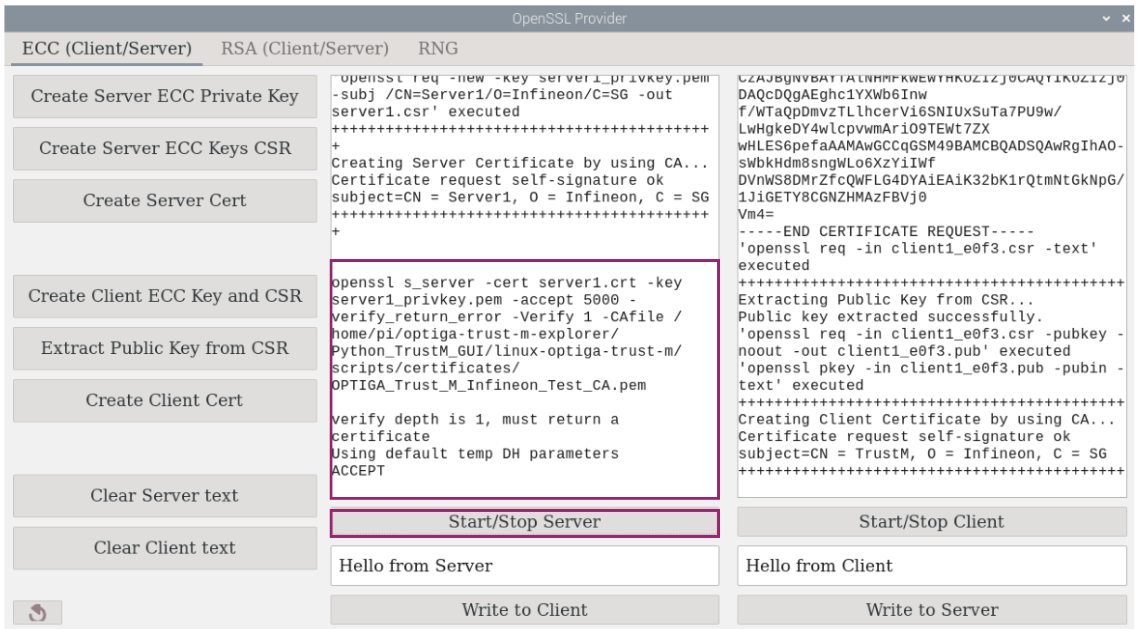 OpenSSL Provider
ECC (Client/Server)
RSA (Client/Server)
RNG
Create Server ECC Private Key
Create Server ECC Keys CSR
Create Server Cert
Create Client ECC Key and CSR
Extract Public Key from CSR
Create Client Cert
Clear Server text
Clear Client text
'openssl req -new -key server1_privkey.pem
-subj /CN=Server1/O=Infineon/C=SG -out
server1.csr' executed
++++++++++++++++++++++++++++++++++++++++++
+
Creating Server Certificate by using CA...
Certificate request self-signature ok
subject=CN = Server1, O = Infineon, C = SG
++++++++++++++++++++++++++++++++++++++++++
+
openssl s_server -cert server1.crt -key
server1_privkey.pem -accept 5000 -
verify_return_error -Verify 1 -CAfile /
home/pi/optiga-trust-m-explorer/
Python_TrustM_GUI/linux-optiga-trust-m/
scripts/certificates/
OPTIGA_Trust_M_Infineon_Test_CA.pem
verify depth is 1, must return a
certificate
Using default temp DH parameters
ACCEPT
Start/Stop Server
Hello from Server
Write to Client
DAQcDQgAEghc1YXWb6Inw
f/WTaQpDmvzTLlhcerVi6SNIUxSuTa7PU9w/
LwHgkeDY4wlcpvwmAriO9TEWt7ZX
wHLES6pefaAAMAwGCCqGSM49BAMCBQADSQAwRgIhAO-
sWbkHdm8sngWLo6XzYiIWf
DVnWS8DMrZfcQWFLG4DYAiEAiK32bK1rQtmNtGkNpG/
1JiGETY8CGNZHMAzFBVj0
Vm4=
-----END CERTIFICATE REQUEST-----
'openssl req -in client1_e0f3.csr -text'
executed
+++++++++++++++++++++++++++++++++++++++++++
Extracting Public Key from CSR...
Public key extracted successfully.
'openssl req -in client1_e0f3.csr -pubkey -
noout -out client1_e0f3.pub' executed
'openssl pkey -in client1_e0f3.pub -pubin -
text' executed
+++++++++++++++++++++++++++++++++++++++++++
Creating Client Certificate by using CA...
Certificate request self-signature ok
subject=CN = TrustM, O = Infineon, C = SG
+++++++++++++++++++++++++++++++++++++++++++
Start/Stop Client
Hello from Client
Write to Server